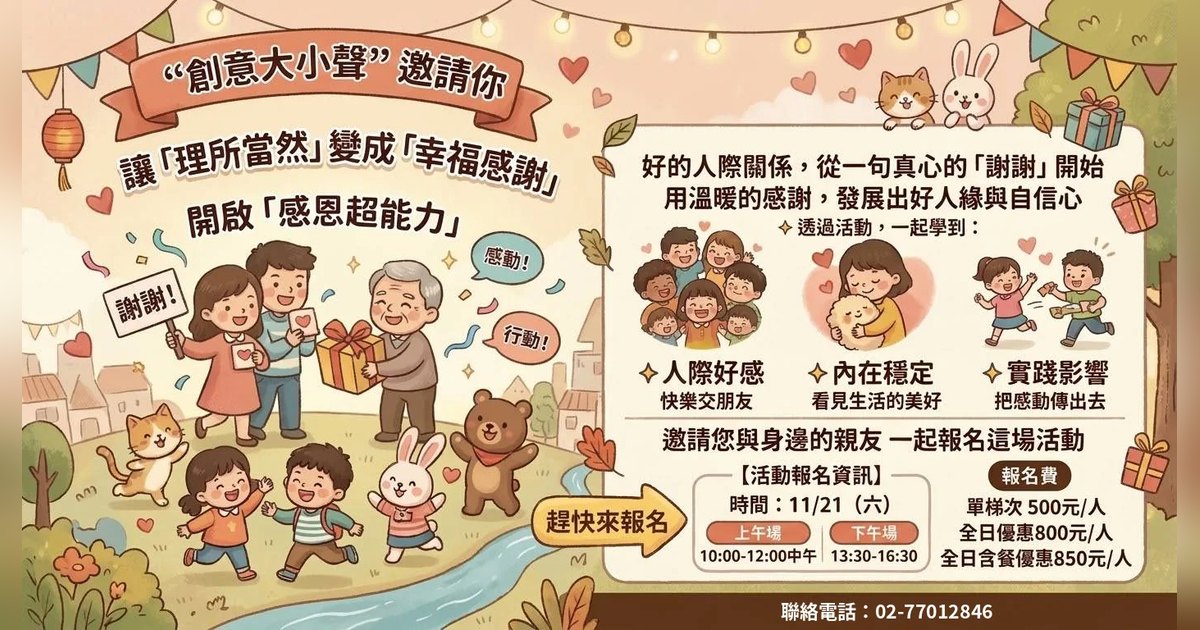 “創意大小聲”邀請你
讓「理所當然」變成「幸福感謝」
開啟「感恩超能力」
謝謝!
感動!
行動!
好的人際關係，從一句真心的「謝謝」開始
用溫暖的感謝，發展出好人緣與自信心
透過活動，一起學到：
人際好感
快樂交朋友
內在穩定
看見生活的美好
實踐影響
把感動傳出去
邀請您與身邊的親友 一起報名這場活動
趕快來報名
【活動報名資訊】
時間：11/21（六）
上午場
10:00-12:00中午
下午場
13:30-16:30
報名費
單梯次 500元/人
全日優惠800元/人
全日含餐優惠850元/人
聯絡電話：02-77012846